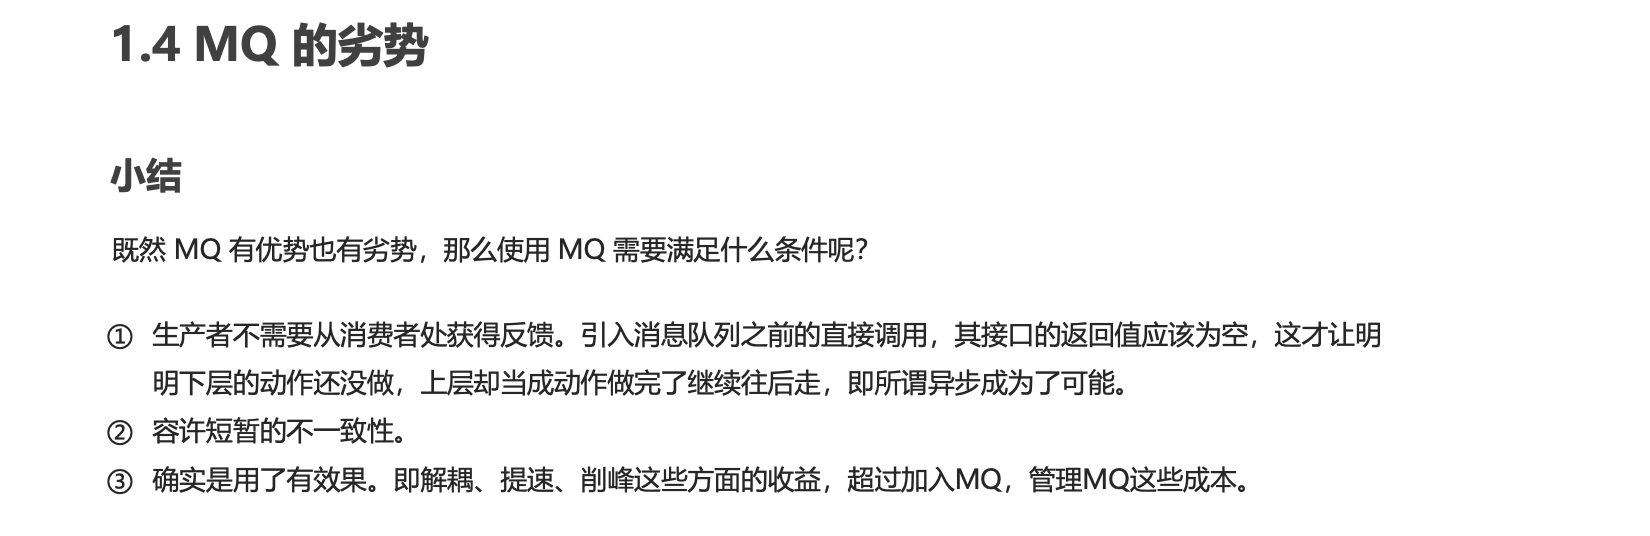 1.4 MQ 的劣势
小结
既然 MQ 有优势也有劣势，那么使用 MQ 需要满足什么条件呢？
① 生产者不需要从消费者处获得反馈。引入消息队列之前的直接调用，其接口的返回值应该为空，这才让明
明下层的动作还没做，上层却当成动作做完了继续往后走，即所谓异步成为了可能。
② 容许短暂的不一致性。
③ 确实是用了有效果。即解耦、提速、削峰这些方面的收益，超过加入MQ，管理MQ这些成本。